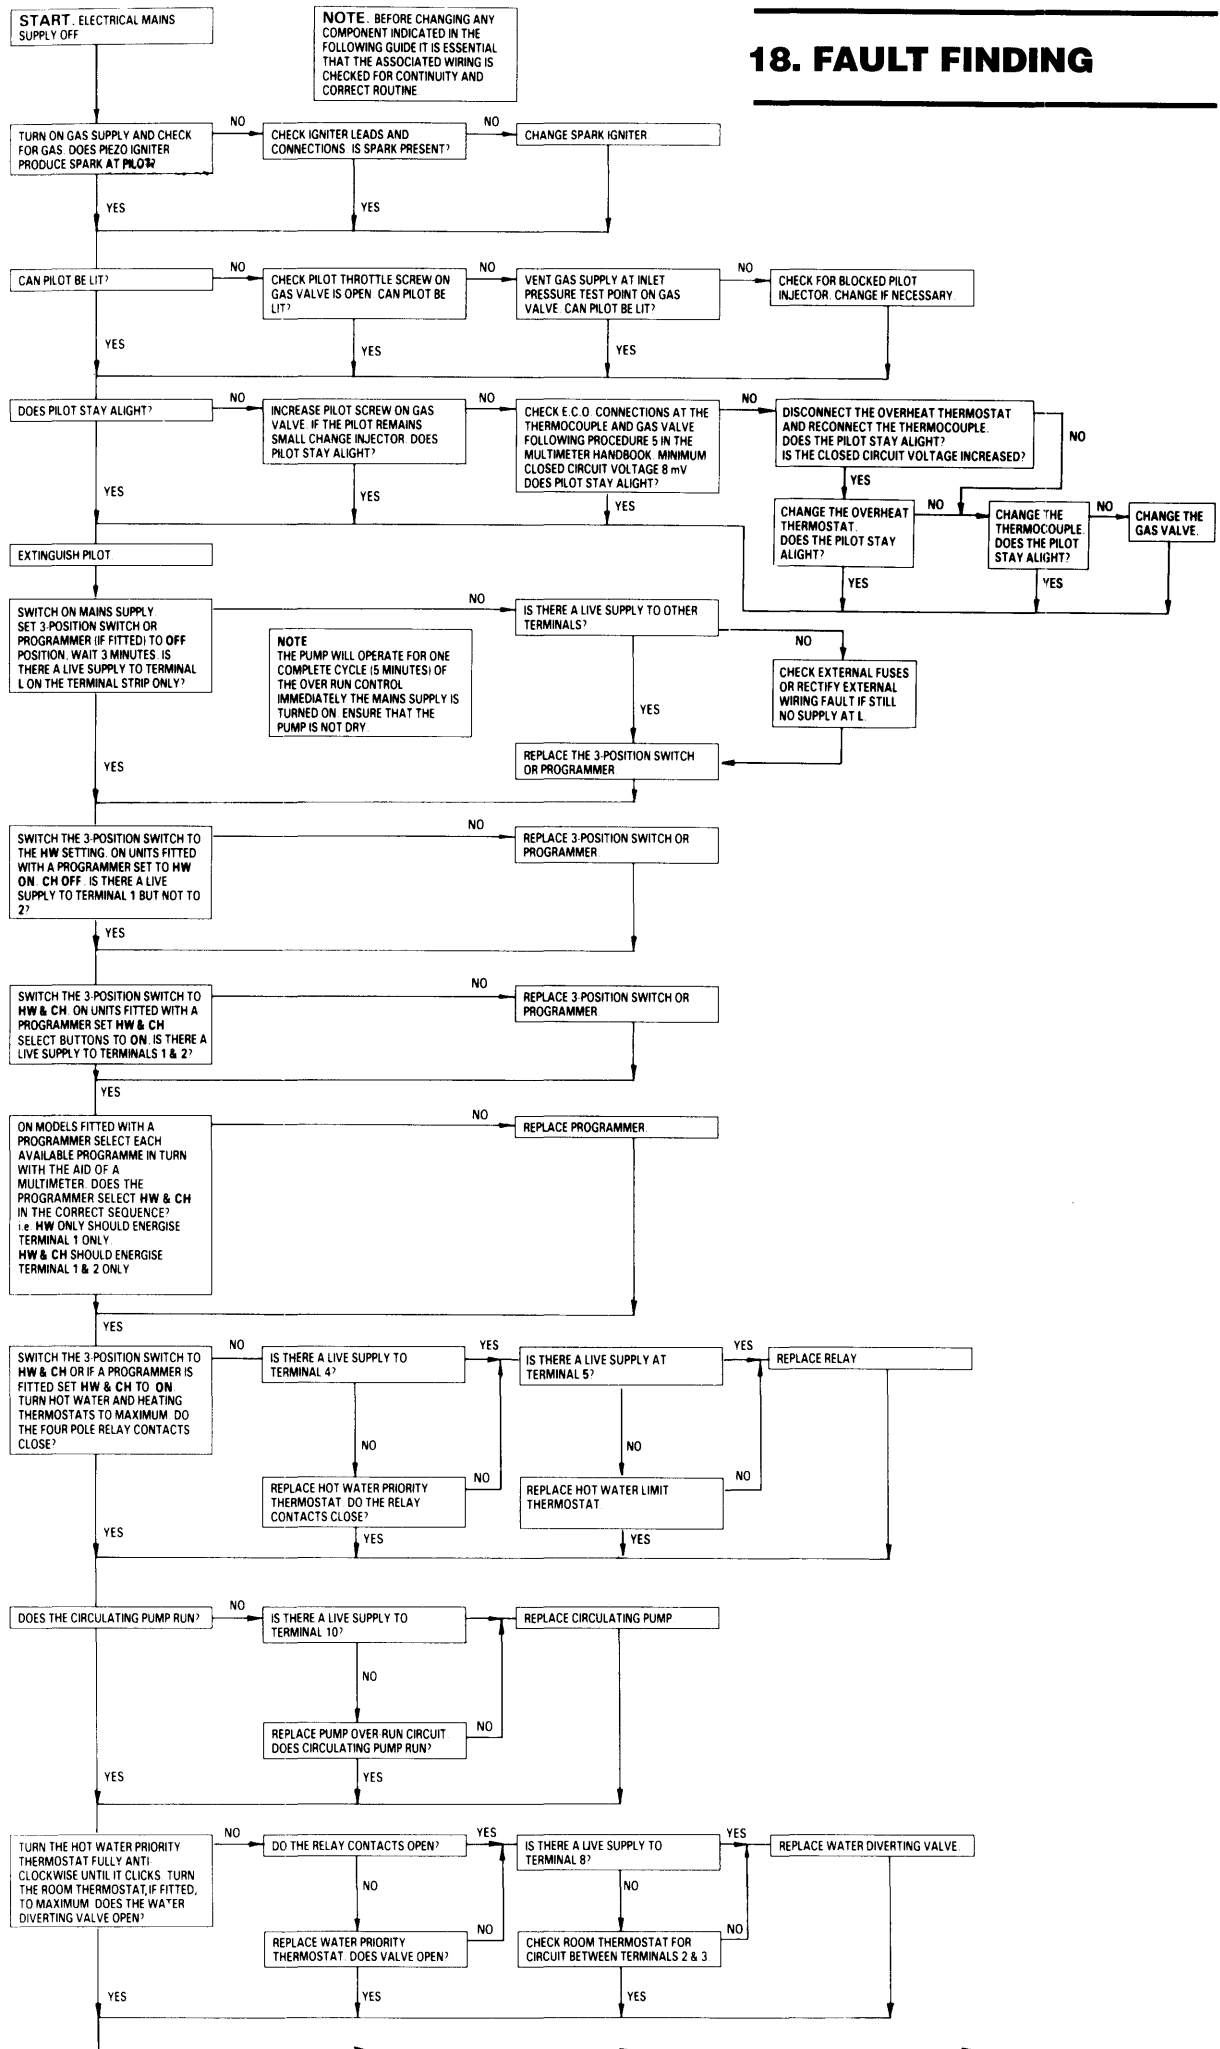 18. FAULT FINDING
START. ELECTRICAL MAINS
SUPPLY OFF
NOTE. BEFORE CHANGING ANY
COMPONENT INDICATED IN THE
FOLLOWING GUIDE IT IS ESSENTIAL
THAT THE ASSOCIATED WIRING IS
CHECKED FOR CONTINUITY AND
CORRECT ROUTINE
TURN ON GAS SUPPLY AND CHECK
FOR GAS. DOES PIEZO IGNITER
PRODUCE SPARK AT PILOT?
NO
CHECK IGNITER LEADS AND
CONNECTIONS. IS SPARK PRESENT?
NO
CHANGE SPARK IGNITER.
YES
YES
CAN PILOT BE LIT?
NO
CHECK PILOT THROTTLE SCREW ON
GAS VALVE IS OPEN. CAN PILOT BE
LIT?
NO
VENT GAS SUPPLY AT INLET
PRESSURE TEST POINT ON GAS
VALVE. CAN PILOT BE LIT?
NO
CHECK FOR BLOCKED PILOT
INJECTOR. CHANGE IF NECESSARY.
YES
YES
YES
DOES PILOT STAY ALIGHT?
NO
INCREASE PILOT SCREW ON GAS
VALVE. IF THE PILOT REMAINS
SMALL CHANGE INJECTOR. DOES
PILOT STAY ALIGHT?
NO
CHECK E.C.O. CONNECTIONS AT THE
THERMOCOUPLE AND GAS VALVE
FOLLOWING PROCEDURE 5 IN THE
MULTIMETER HANDBOOK. MINIMUM
CLOSED CIRCUIT VOLTAGE 8 mV
DOES PILOT STAY ALIGHT?
NO
DISCONNECT THE OVERHEAT THERMOSTAT
AND RECONNECT THE THERMOCOUPLE.
DOES THE PILOT STAY ALIGHT?
IS THE CLOSED CIRCUIT VOLTAGE INCREASED?
NO
YES
YES
YES
YES
CHANGE THE OVERHEAT
THERMOSTAT.
DOES THE PILOT STAY
ALIGHT?
NO
CHANGE THE
THERMOCOUPLE.
DOES THE PILOT
STAY ALIGHT?
NO
CHANGE THE
GAS VALVE.
YES
YES
EXTINGUISH PILOT.
SWITCH ON MAINS SUPPLY.
SET 3-POSITION SWITCH OR
PROGRAMMER (IF FITTED) TO OFF
POSITION, WAIT 3 MINUTES. IS
THERE A LIVE SUPPLY TO TERMINAL
L ON THE TERMINAL STRIP ONLY?
NO
NOTE
THE PUMP WILL OPERATE FOR ONE
COMPLETE CYCLE (5 MINUTES) OF
THE OVER RUN CONTROL
IMMEDIATELY THE MAINS SUPPLY IS
TURNED ON. ENSURE THAT THE
PUMP IS NOT DRY.
IS THERE A LIVE SUPPLY TO OTHER
TERMINALS?
NO
CHECK EXTERNAL FUSES
OR RECTIFY EXTERNAL
WIRING FAULT IF STILL
NO SUPPLY AT L.
YES
REPLACE THE 3-POSITION SWITCH
OR PROGRAMMER.
YES
SWITCH THE 3-POSITION SWITCH TO
THE HW SETTING. ON UNITS FITTED
WITH A PROGRAMMER SET TO HW
ON. CH OFF. IS THERE A LIVE
SUPPLY TO TERMINAL 1 BUT NOT TO
2?
NO
REPLACE 3-POSITION SWITCH OR
PROGRAMMER.
YES
SWITCH THE 3-POSITION SWITCH TO
HW & CH. ON UNITS FITTED WITH A
PROGRAMMER SET HW & CH
SELECT BUTTONS TO ON. IS THERE A
LIVE SUPPLY TO TERMINALS 1 & 2?
NO
REPLACE 3-POSITION SWITCH OR
PROGRAMMER.
YES
ON MODELS FITTED WITH A
PROGRAMMER SELECT EACH
AVAILABLE PROGRAMME IN TURN
WITH THE AID OF A
MULTIMETER. DOES THE
PROGRAMMER SELECT HW & CH
IN THE CORRECT SEQUENCE?
i.e. HW ONLY SHOULD ENERGISE
TERMINAL 1 ONLY.
HW & CH SHOULD ENERGISE
TERMINAL 1 & 2 ONLY
NO
REPLACE PROGRAMMER.
YES
SWITCH THE 3-POSITION SWITCH TO
HW & CH OR IF A PROGRAMMER IS
FITTED SET HW & CH TO ON.
TURN HOT WATER AND HEATING
THERMOSTATS TO MAXIMUM. DO
THE FOUR POLE RELAY CONTACTS
CLOSE?
NO
IS THERE A LIVE SUPPLY TO
TERMINAL 4?
YES
IS THERE A LIVE SUPPLY AT
TERMINAL 5?
YES
REPLACE RELAY
NO
NO
REPLACE HOT WATER PRIORITY
THERMOSTAT. DO THE RELAY
CONTACTS CLOSE?
NO
REPLACE HOT WATER LIMIT
THERMOSTAT.
NO
YES
YES
YES
DOES THE CIRCULATING PUMP RUN?
NO
IS THERE A LIVE SUPPLY TO
TERMINAL 10?
REPLACE CIRCULATING PUMP.
NO
REPLACE PUMP OVER-RUN CIRCUIT.
DOES CIRCULATING PUMP RUN?
NO
YES
YES
TURN THE HOT WATER PRIORITY
THERMOSTAT FULLY ANTI-
CLOCKWISE UNTIL IT CLICKS. TURN
THE ROOM THERMOSTAT, IF FITTED,
TO MAXIMUM. DOES THE WATER
DIVERTING VALVE OPEN?
NO
DO THE RELAY CONTACTS OPEN?
YES
IS THERE A LIVE SUPPLY TO
TERMINAL 8?
YES
REPLACE WATER DIVERTING VALVE.
NO
NO
REPLACE WATER PRIORITY
THERMOSTAT. DOES VALVE OPEN?
NO
CHECK ROOM THERMOSTAT FOR
CIRCUIT BETWEEN TERMINALS 2 & 3
NO
YES
YES
YES